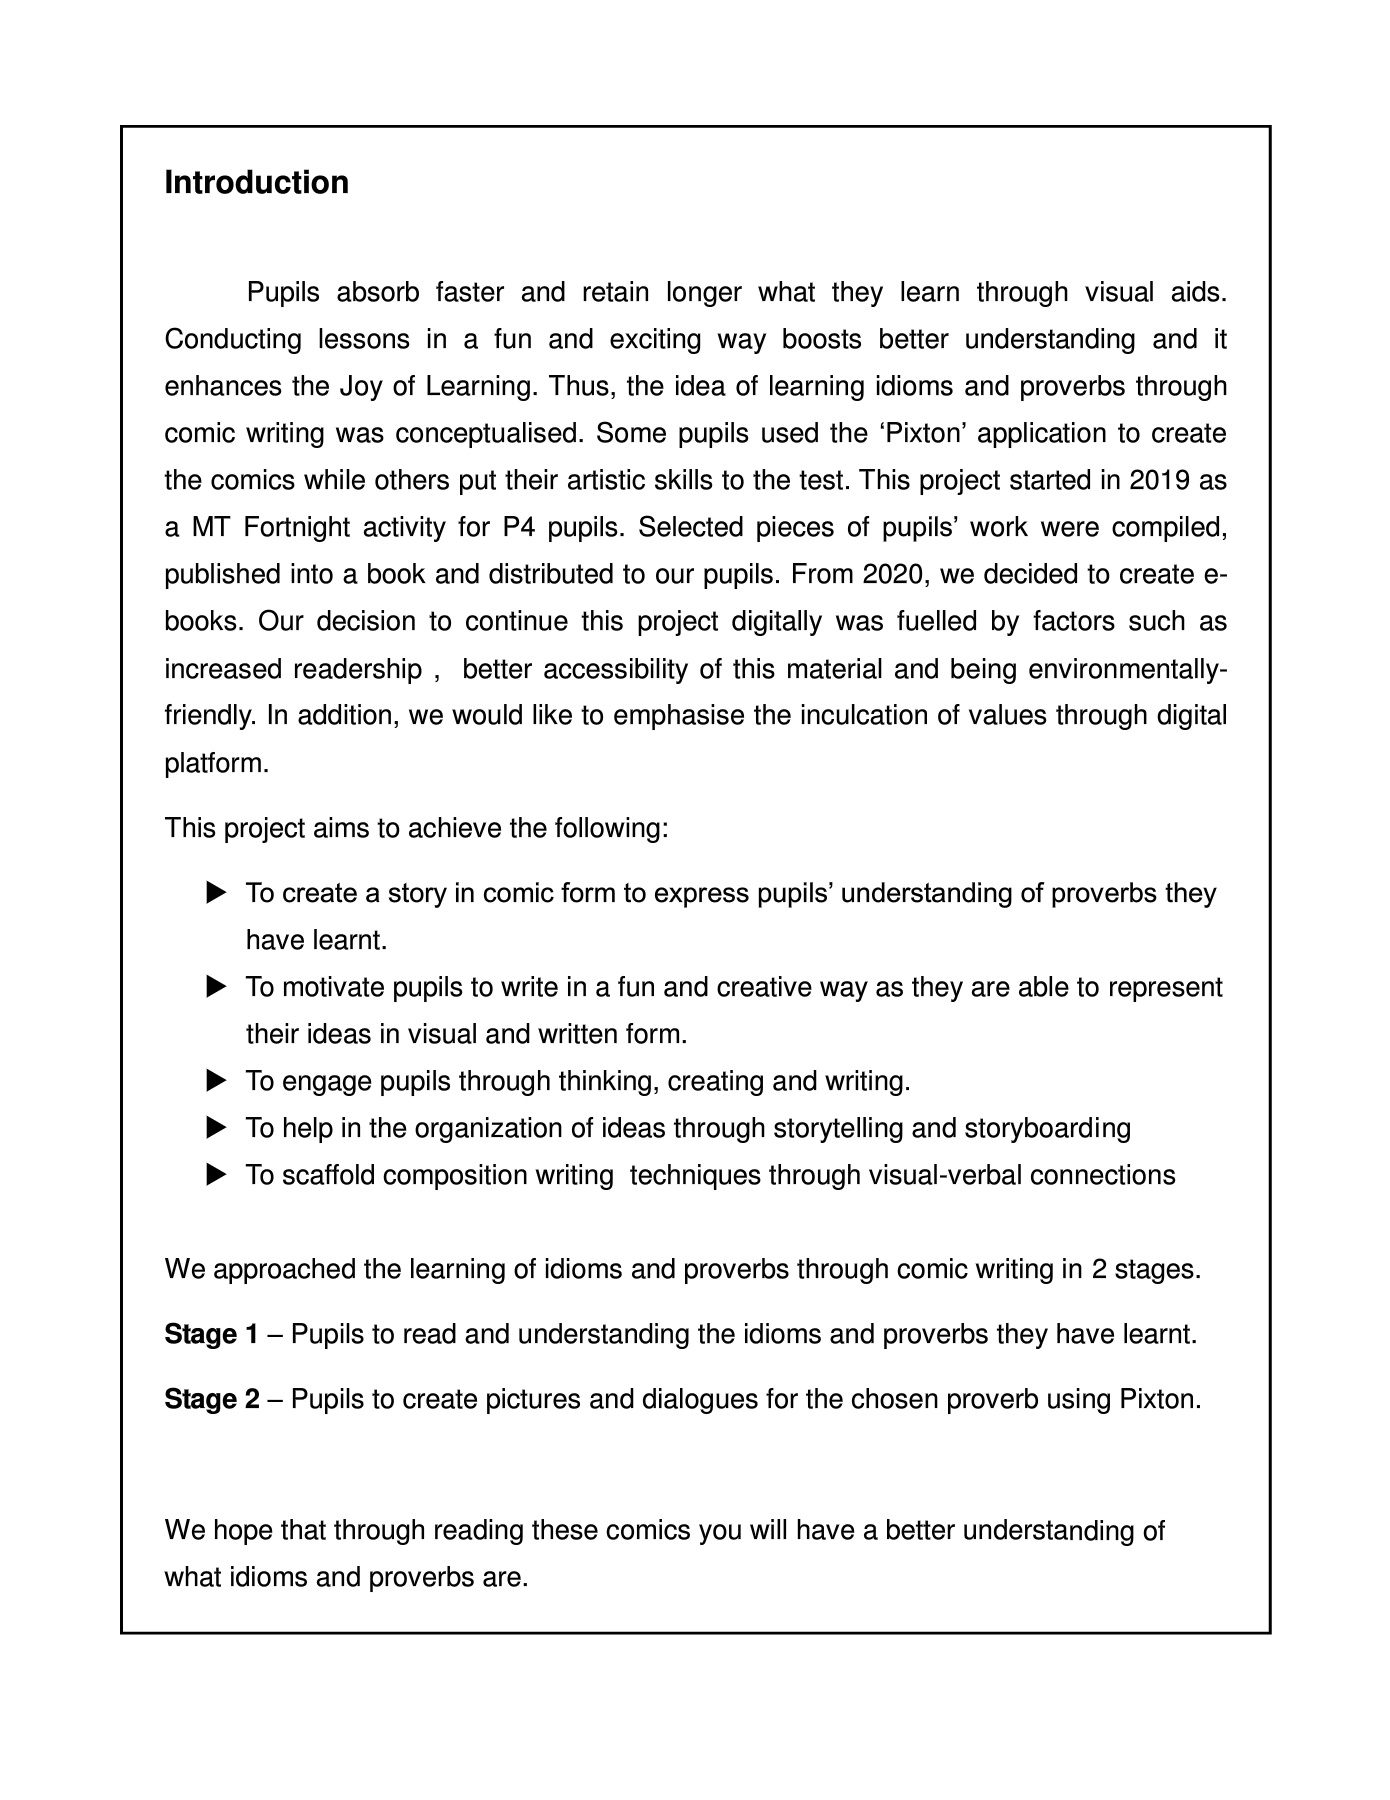 Introduction
Pupils absorb faster and retain longer what they learn through visual aids.
Conducting lessons in a fun and exciting way boosts better understanding and it
enhances the Joy of Learning. Thus, the idea of learning idioms and proverbs through
comic writing was conceptualised. Some pupils used the ‘Pixton’ application to create
the comics while others put their artistic skills to the test. This project started in 2019 as
a MT Fortnight activity for P4 pupils. Selected pieces of pupils’ work were compiled,
published into a book and distributed to our pupils. From 2020, we decided to create e-
books. Our decision to continue this project digitally was fuelled by factors such as
increased readership ,  better accessibility of this material and being environmentally-
friendly. In addition, we would like to emphasise the inculcation of values through digital
platform.
This project aims to achieve the following:
▶ To create a story in comic form to express pupils’ understanding of proverbs they
have learnt.
▶ To motivate pupils to write in a fun and creative way as they are able to represent
their ideas in visual and written form.
▶ To engage pupils through thinking, creating and writing.
▶ To help in the organization of ideas through storytelling and storyboarding
▶ To scaffold composition writing  techniques through visual-verbal connections
We approached the learning of idioms and proverbs through comic writing in 2 stages.
Stage 1 – Pupils to read and understanding the idioms and proverbs they have learnt.
Stage 2 – Pupils to create pictures and dialogues for the chosen proverb using Pixton.
We hope that through reading these comics you will have a better understanding of
what idioms and proverbs are.